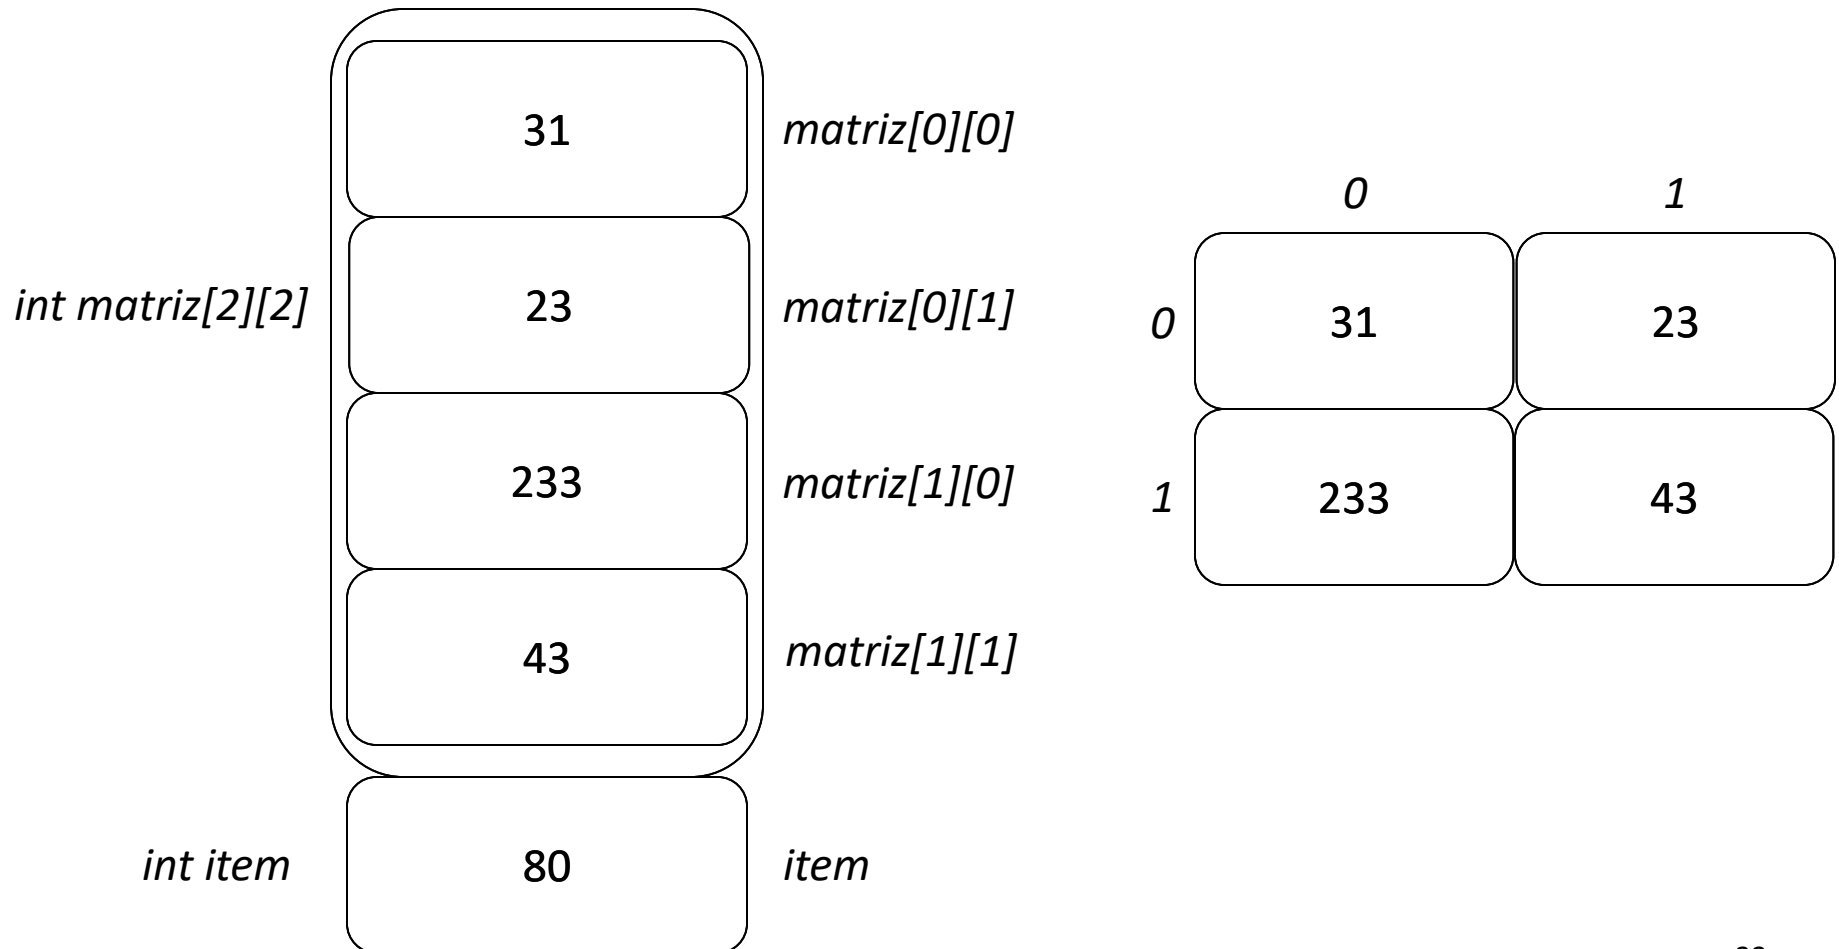 31
matriz[0][0]
int matriz[2][2]
23
matriz[0][1]
233
matriz[1][0]
43
matriz[1][1]
int item
80
item
0 1
0 31 23
1 233 43